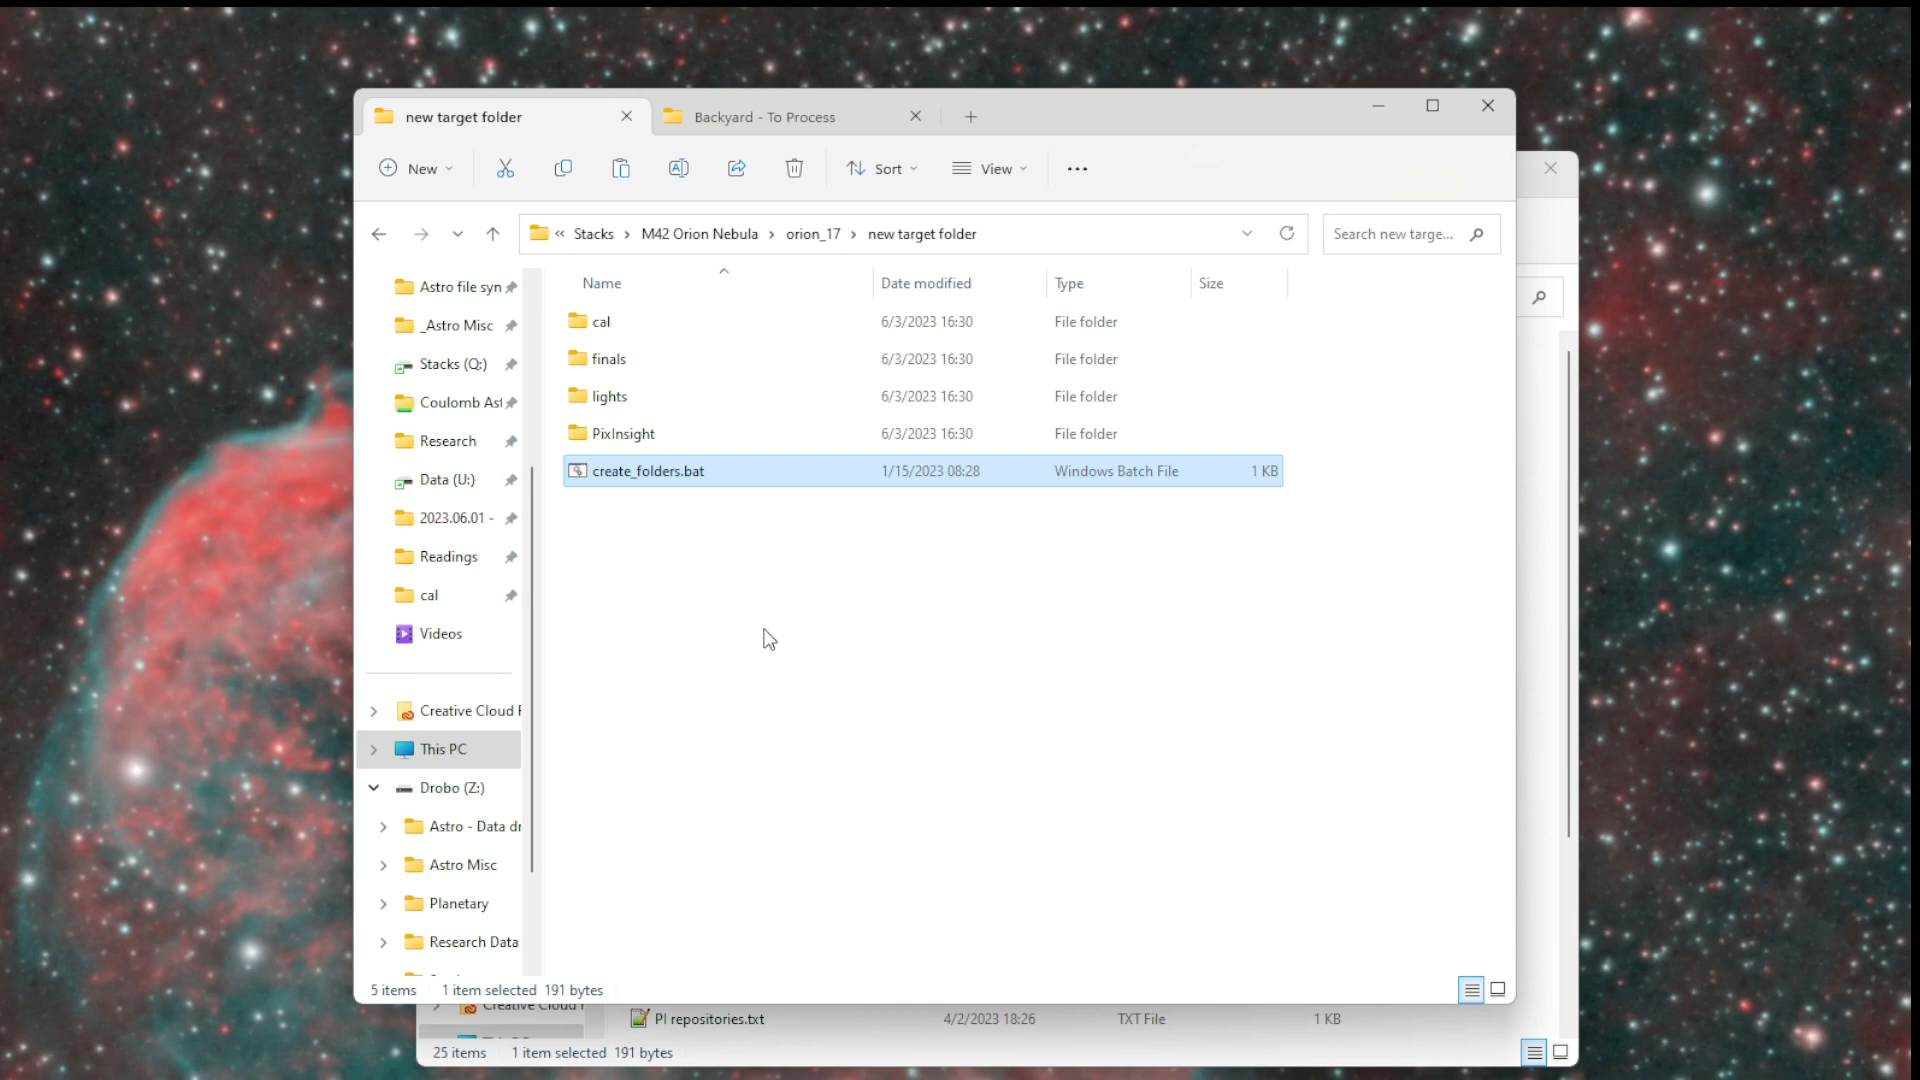 new target folder
Backyard - To Process
New
Sort
View
« Stacks › M42 Orion Nebula › orion_17 › new target folder
Search new targe...
Name
Date modified
Type
Size
Astro file syn
_Astro Misc
Stacks (Q:)
Coulomb Ast
Research
Data (U:)
2023.06.01 -
Readings
cal
Videos
Creative Cloud F
This PC
Drobo (Z:)
Astro - Data dr
Astro Misc
Planetary
Research Data
cal 6/3/2023 16:30 File folder
finals 6/3/2023 16:30 File folder
lights 6/3/2023 16:30 File folder
PixInsight 6/3/2023 16:30 File folder
create_folders.bat 1/15/2023 08:28 Windows Batch File 1 KB
5 items 1 item selected 191 bytes
PI repositories.txt 4/2/2023 18:26 TXT File 1 KB
25 items 1 item selected 191 bytes